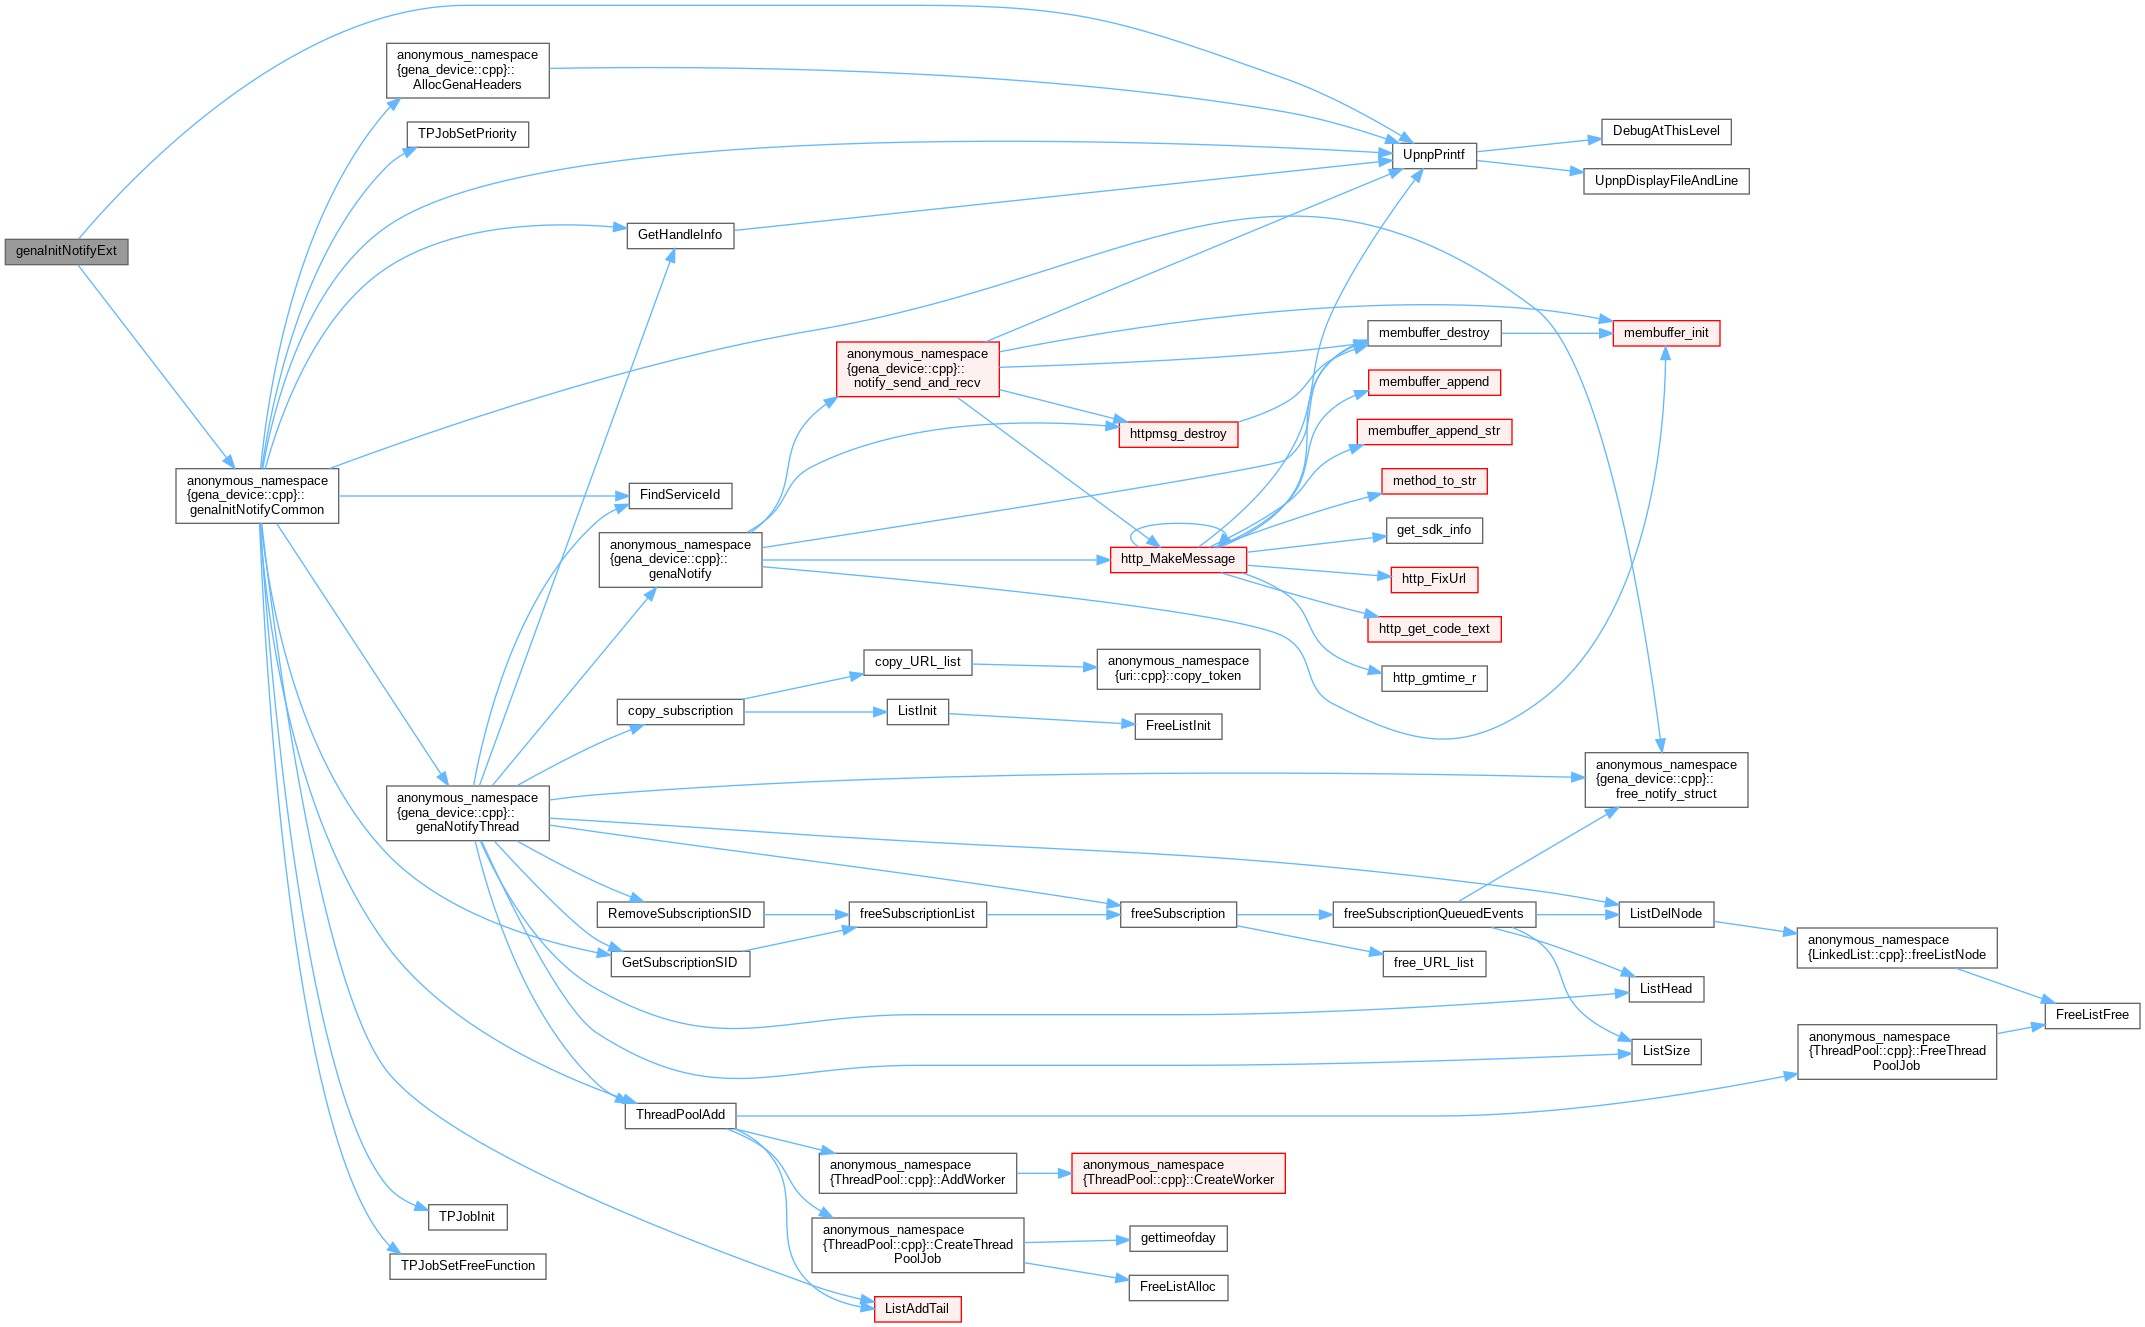 genaInitNotifyExt
anonymous_namespace
{gena_device::cpp}::
genaInitNotifyCommon
anonymous_namespace
{gena_device::cpp}::
AllocGenaHeaders
TPJobSetPriority
anonymous_namespace
{gena_device::cpp}::
genaNotifyThread
TPJobInit
TPJobSetFreeFunction
GetHandleInfo
FindServiceId
anonymous_namespace
{gena_device::cpp}::
genaNotify
copy_subscription
RemoveSubscriptionSID
GetSubscriptionSID
ThreadPoolAdd
anonymous_namespace
{gena_device::cpp}::
notify_send_and_recv
copy_URL_list
ListInit
freeSubscriptionList
anonymous_namespace
{ThreadPool::cpp}::AddWorker
anonymous_namespace
{ThreadPool::cpp}::CreateThread
PoolJob
ListAddTail
httpmsg_destroy
http_MakeMessage
anonymous_namespace
{uri::cpp}::copy_token
FreeListInit
freeSubscription
anonymous_namespace
{ThreadPool::cpp}::CreateWorker
gettimeofday
FreeListAlloc
UpnpPrintf
membuffer_destroy
membuffer_append
membuffer_append_str
method_to_str
get_sdk_info
http_FixUrl
http_get_code_text
http_gmtime_r
freeSubscriptionQueuedEvents
free_URL_list
DebugAtThisLevel
UpnpDisplayFileAndLine
membuffer_init
anonymous_namespace
{gena_device::cpp}::
free_notify_struct
ListDelNode
ListHead
ListSize
anonymous_namespace
{LinkedList::cpp}::freeListNode
anonymous_namespace
{ThreadPool::cpp}::FreeThread
PoolJob
FreeListFree